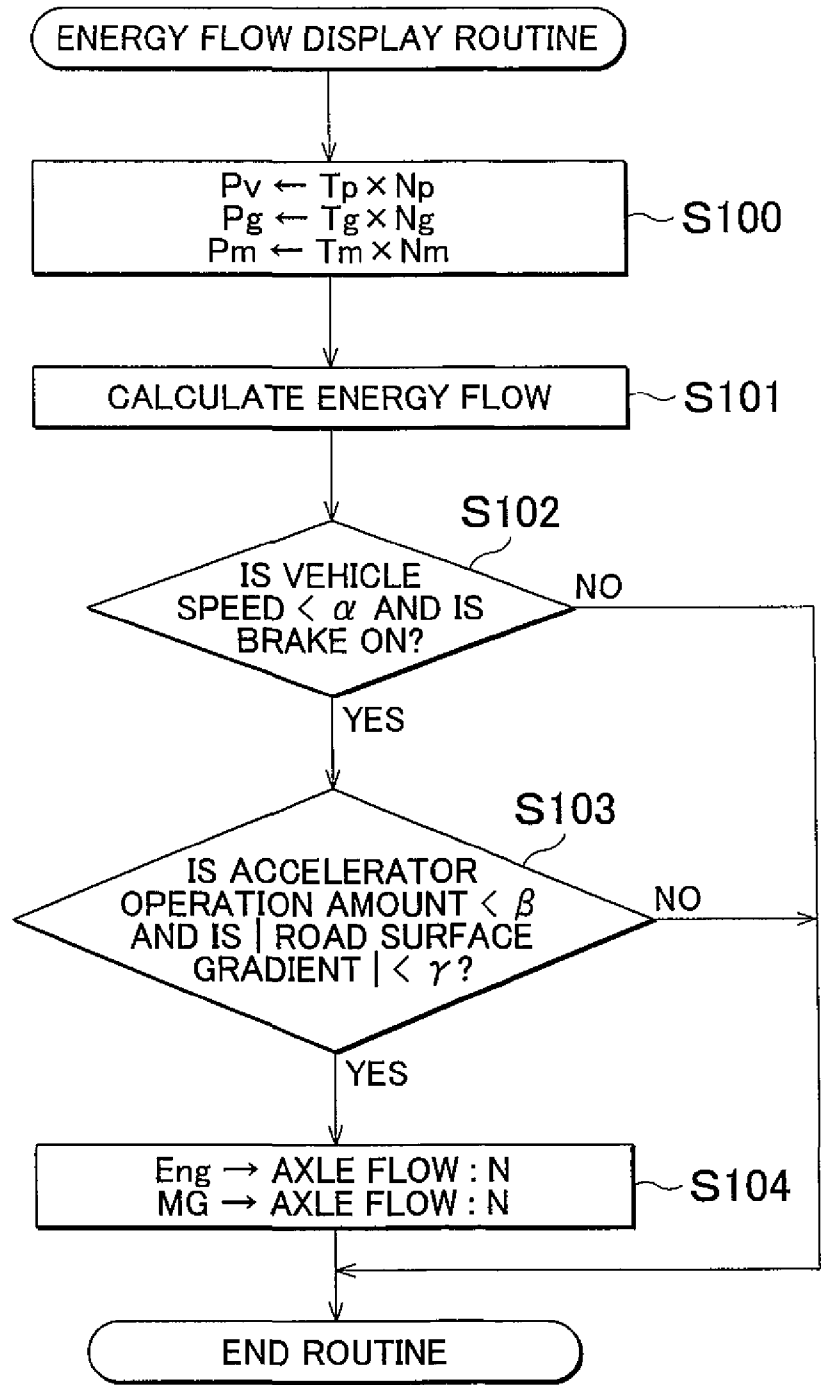 ENERGY FLOW DISPLAY ROUTINE
Pv ← Tp × Np
Pg ← Tg × Ng
Pm ← Tm × Nm
S100
CALCULATE ENERGY FLOW
S101
S102
IS VEHICLE
SPEED < α AND IS
BRAKE ON?
NO
YES
S103
IS ACCELERATOR
OPERATION AMOUNT < β
AND IS | ROAD SURFACE
GRADIENT | < γ?
NO
YES
Eng → AXLE FLOW : N
MG → AXLE FLOW : N
S104
END ROUTINE